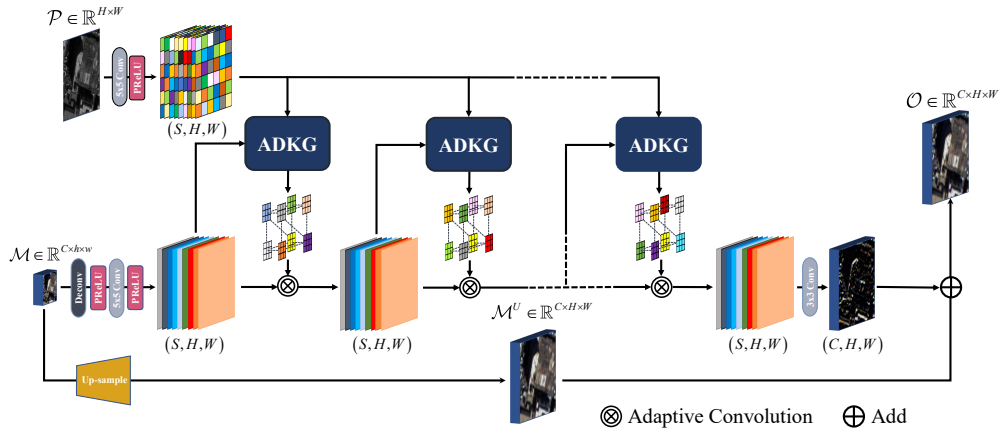 𝒫 ∈ ℝ^{H×W}
5x5 Conv
PReLU
(S, H, W)
ADKG
ADKG
ADKG
𝒪 ∈ ℝ^{C×H×W}
ℳ ∈ ℝ^{C×h×w}
Deconv
PReLU
5x5 Conv
PReLU
(S, H, W)
(S, H, W)
ℳ^U ∈ ℝ^{C×H×W}
(S, H, W)
3x3 Conv
(C, H, W)
Up-sample
Adaptive Convolution
Add